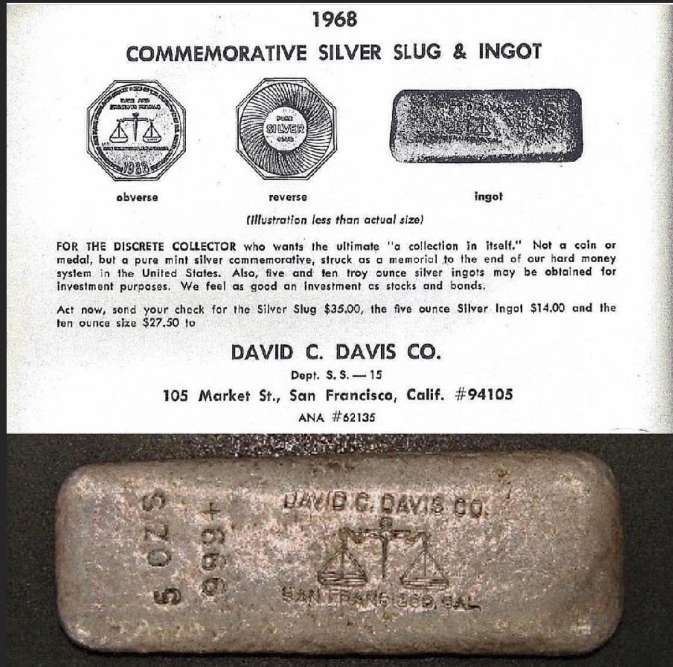 1968
COMMEMORATIVE SILVER SLUG & INGOT
PURE
SILVER
1968
obverse
reverse
ingot
(Illustration less than actual size)
FOR THE DISCRETE COLLECTOR who wants the ultimate "a collection in itself." Not a coin or
medal, but a pure mint silver commemorative, struck as a memorial to the end of our hard money
system in the United States. Also, five and ten troy ounce silver ingots may be obtained for
investment purposes. We feel as good an investment as stocks and bonds.
Act now, send your check for the Silver Slug $35.00, the five ounce Silver Ingot $14.00 and the
ten ounce size $27.50 to
DAVID C. DAVIS CO.
Dept. S. S. — 15
105 Market St., San Francisco, Calif. #94105
ANA #62135
DAVID C. DAVIS CO.
SAN FRANCISCO, CAL.
999+
5 OZ S